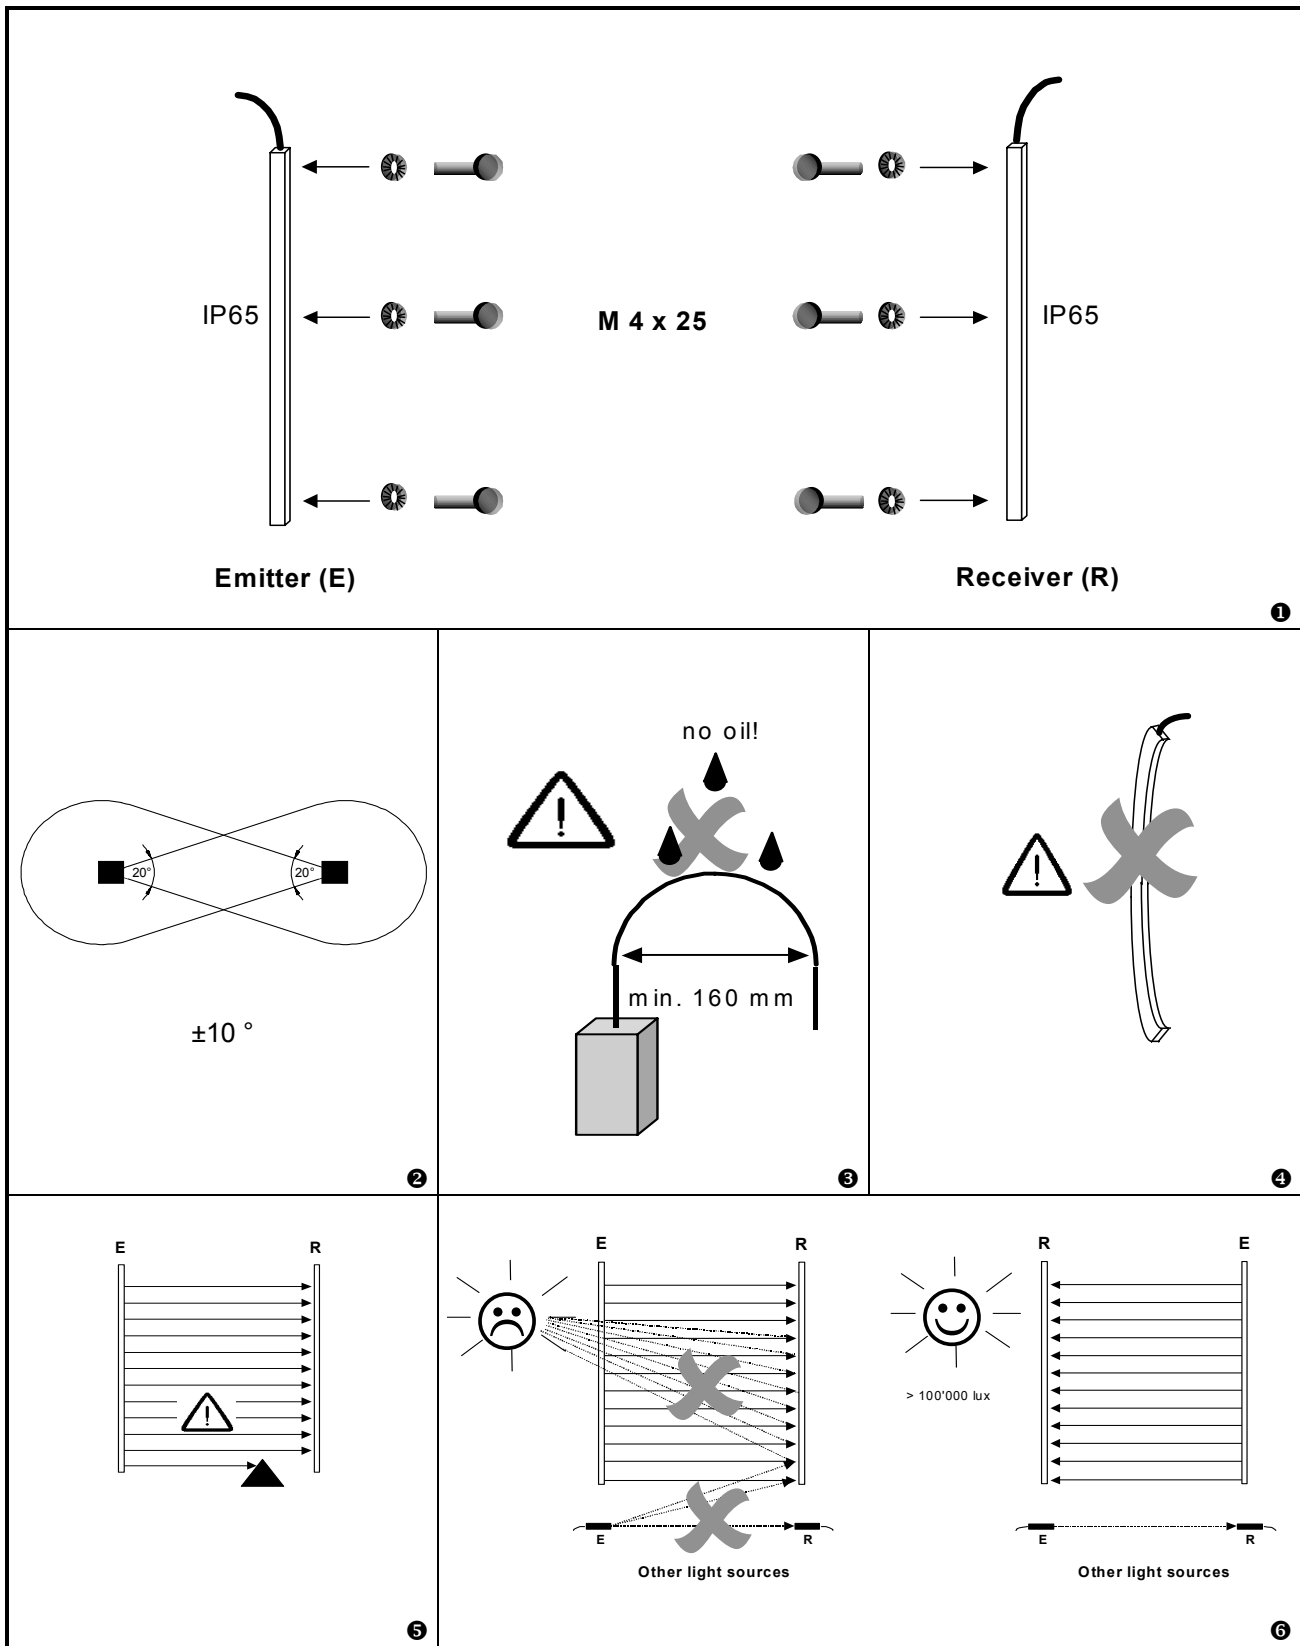 IP65
M 4 x 25
IP65
Emitter (E)
Receiver (R)
❶
20°
20°
±10 °
❷
no oil!
!
min. 160 mm
❸
!
❹
E
R
!
❺
E
R
E
R
Other light sources
R
E
> 100'000 lux
E
R
Other light sources
❻